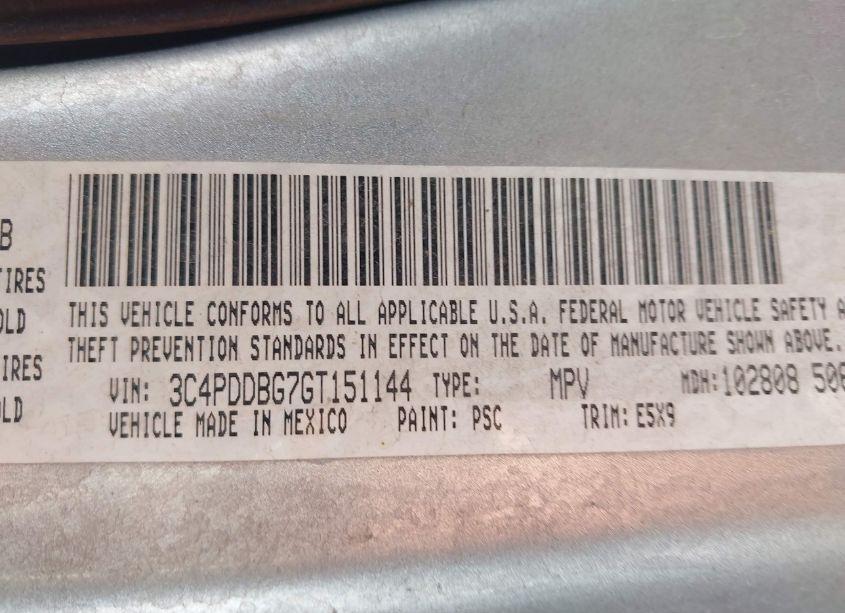 B
TIRES
OLD
IRES
OLD
THIS VEHICLE CONFORMS TO ALL APPLICABLE U.S.A. FEDERAL MOTOR VEHICLE SAFETY A
THEFT PREVENTION STANDARDS IN EFFECT ON THE DATE OF MANUFACTURE SHOWN ABOVE.
VIN: 3C4PDDBG7GT151144 TYPE: MPV MDH: 102808 506
VEHICLE MADE IN MEXICO PAINT: PSC TRIM: E5X9